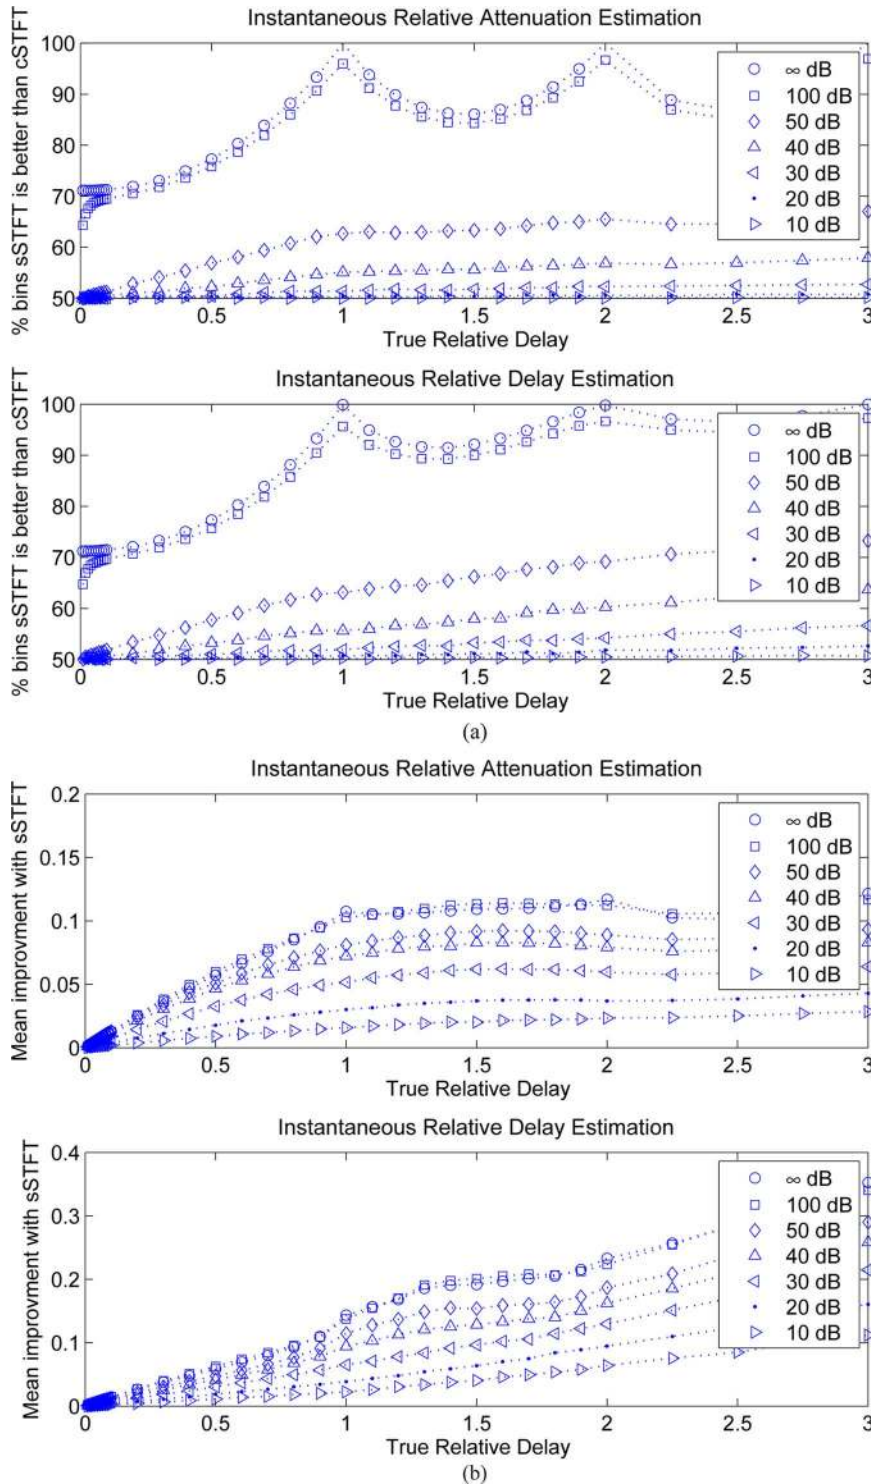 Instantaneous Relative Attenuation Estimation
% bins sSTFT is better than cSTFT
100
90
80
70
60
50
0
0.5
1
1.5
2
2.5
3
True Relative Delay
∞ dB
100 dB
50 dB
40 dB
30 dB
20 dB
10 dB
Instantaneous Relative Delay Estimation
% bins sSTFT is better than cSTFT
100
90
80
70
60
50
0
0.5
1
1.5
2
2.5
3
True Relative Delay
∞ dB
100 dB
50 dB
40 dB
30 dB
20 dB
10 dB
(a)
Instantaneous Relative Attenuation Estimation
Mean improvment with sSTFT
0.2
0.15
0.1
0.05
0
0
0.5
1
1.5
2
2.5
3
True Relative Delay
∞ dB
100 dB
50 dB
40 dB
30 dB
20 dB
10 dB
Instantaneous Relative Delay Estimation
Mean improvment with sSTFT
0.4
0.3
0.2
0.1
0
0
0.5
1
1.5
2
2.5
3
True Relative Delay
∞ dB
100 dB
50 dB
40 dB
30 dB
20 dB
10 dB
(b)